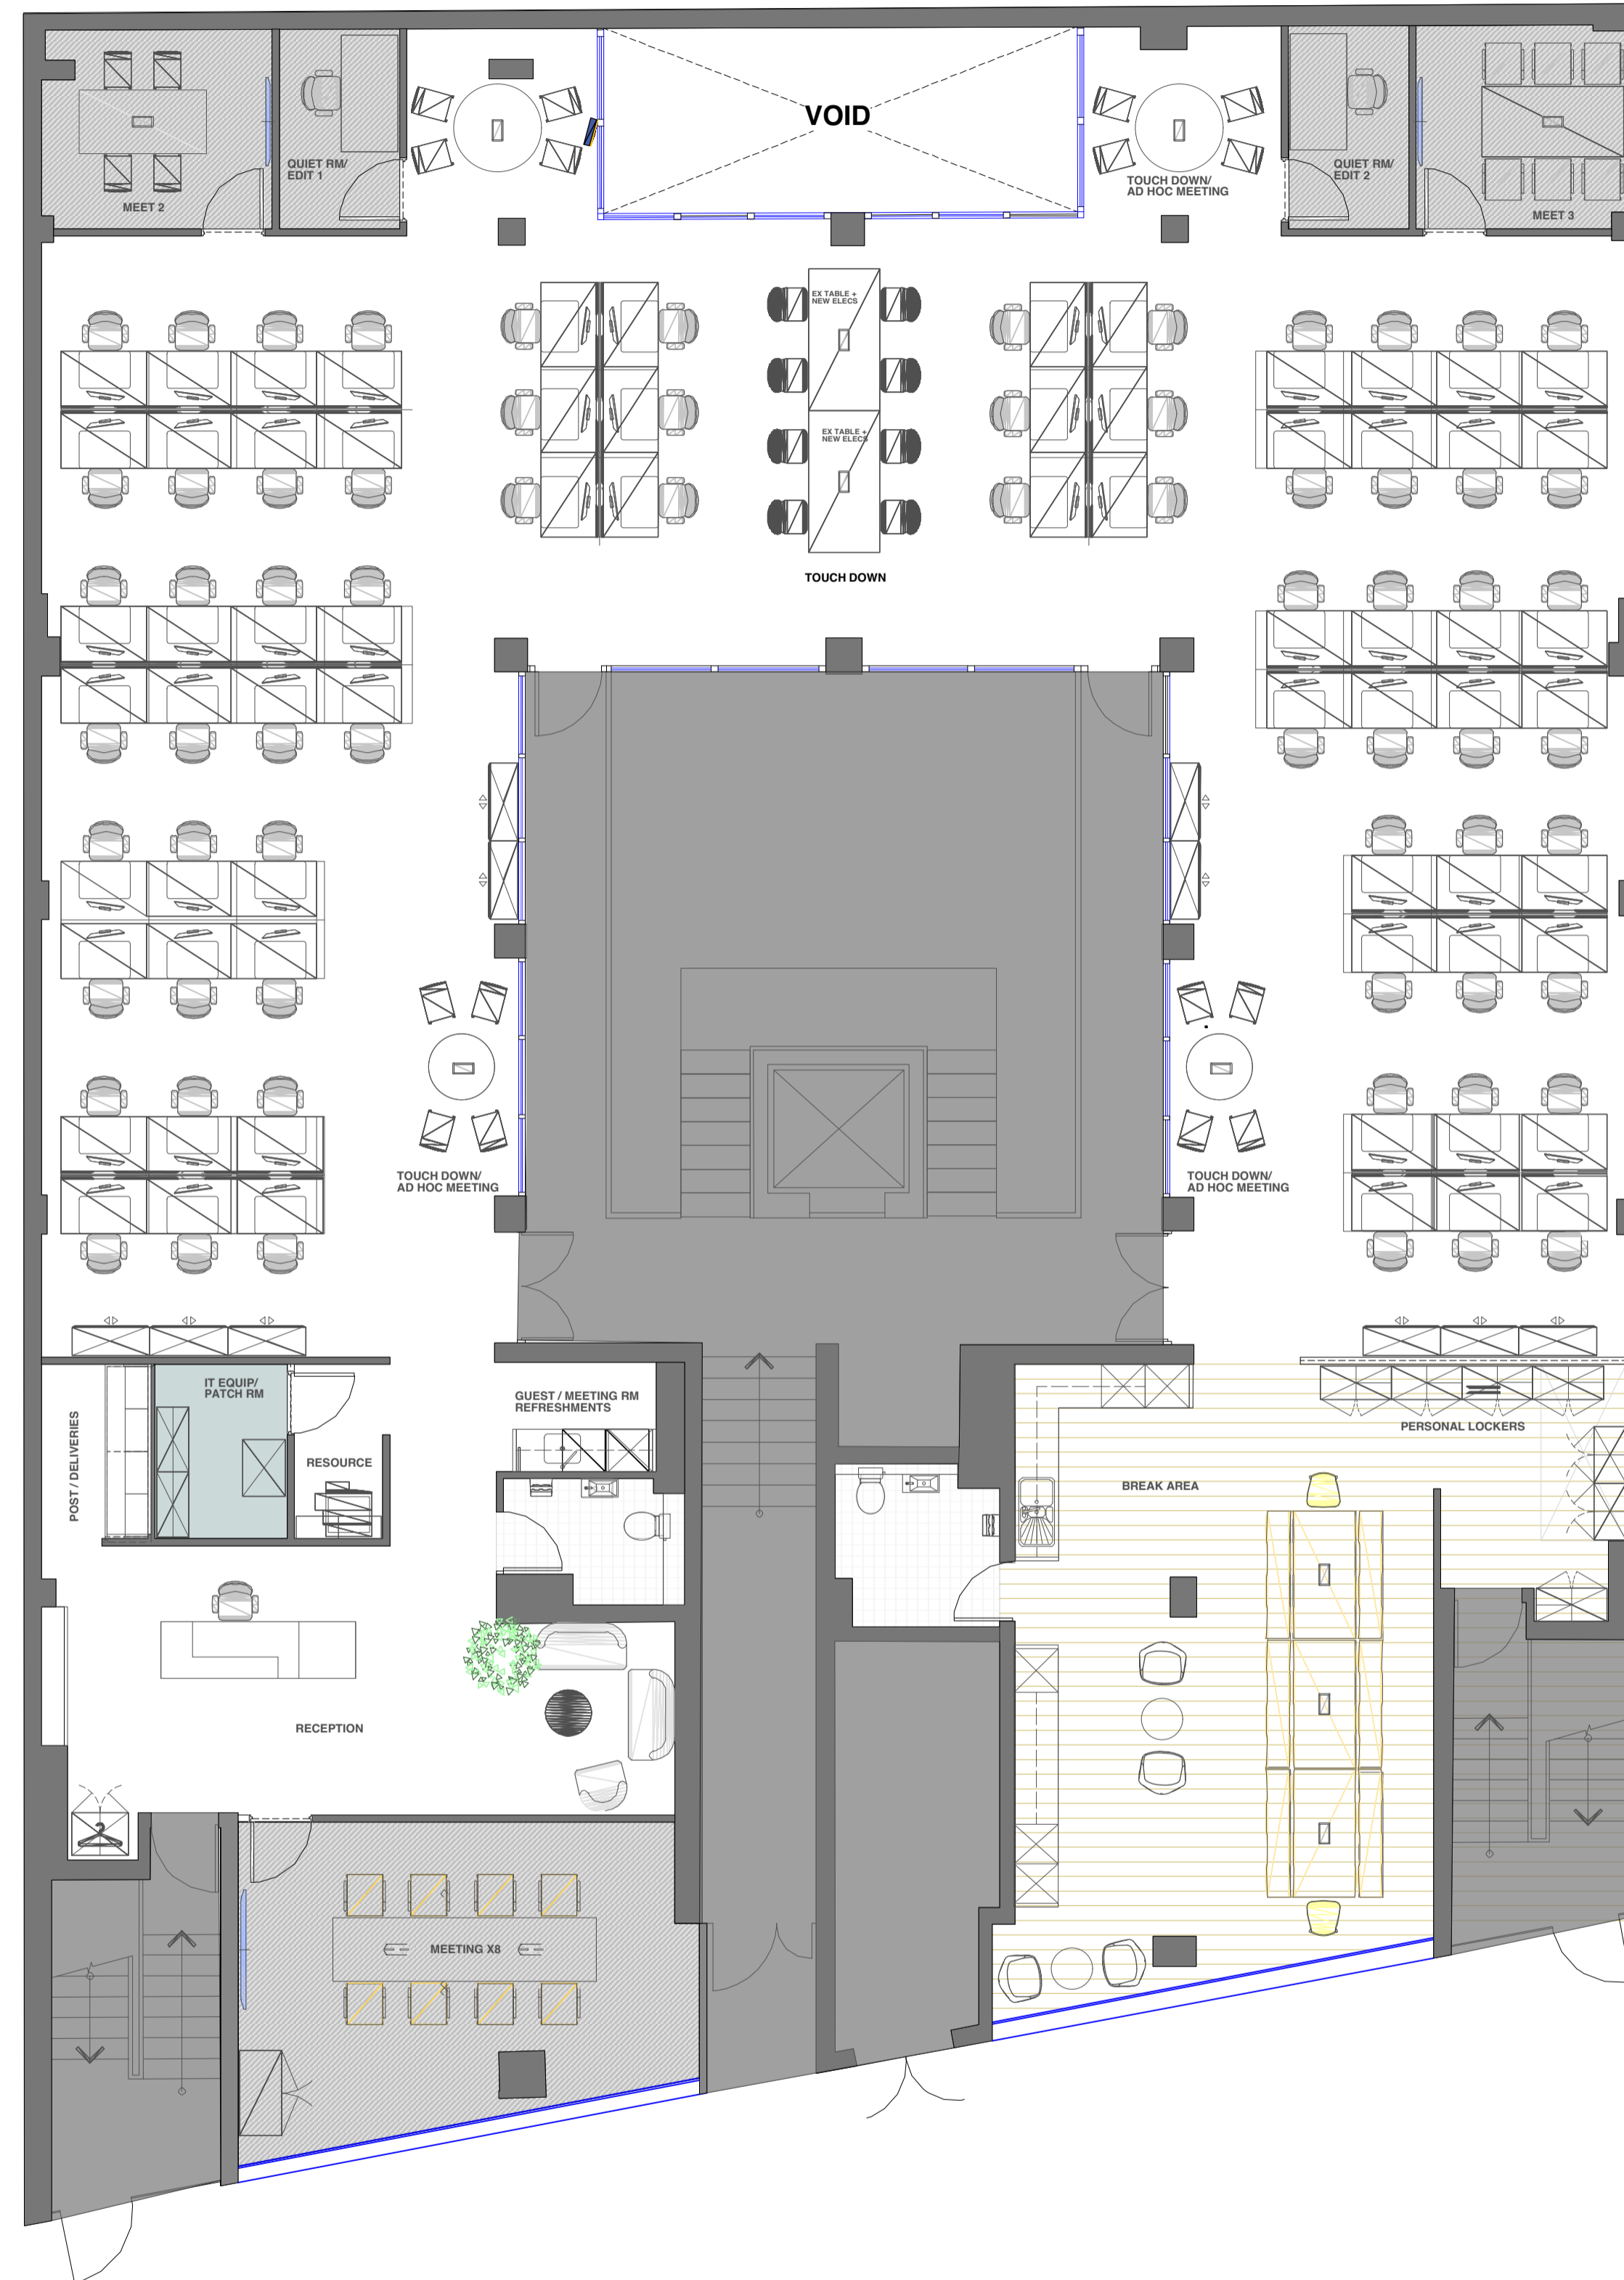 VOID
QUIET RM/
EDIT 1
MEET 2
TOUCH DOWN/
AD HOC MEETING
QUIET RM/
EDIT 2
MEET 3
EX TABLE +
NEW ELECS
EX TABLE +
NEW ELECS
TOUCH DOWN
TOUCH DOWN/
AD HOC MEETING
TOUCH DOWN/
AD HOC MEETING
IT EQUIP/
PATCH RM
GUEST / MEETING RM
REFRESHMENTS
PERSONAL LOCKERS
POST / DELIVERIES
RESOURCE
BREAK AREA
RECEPTION
MEETING X8